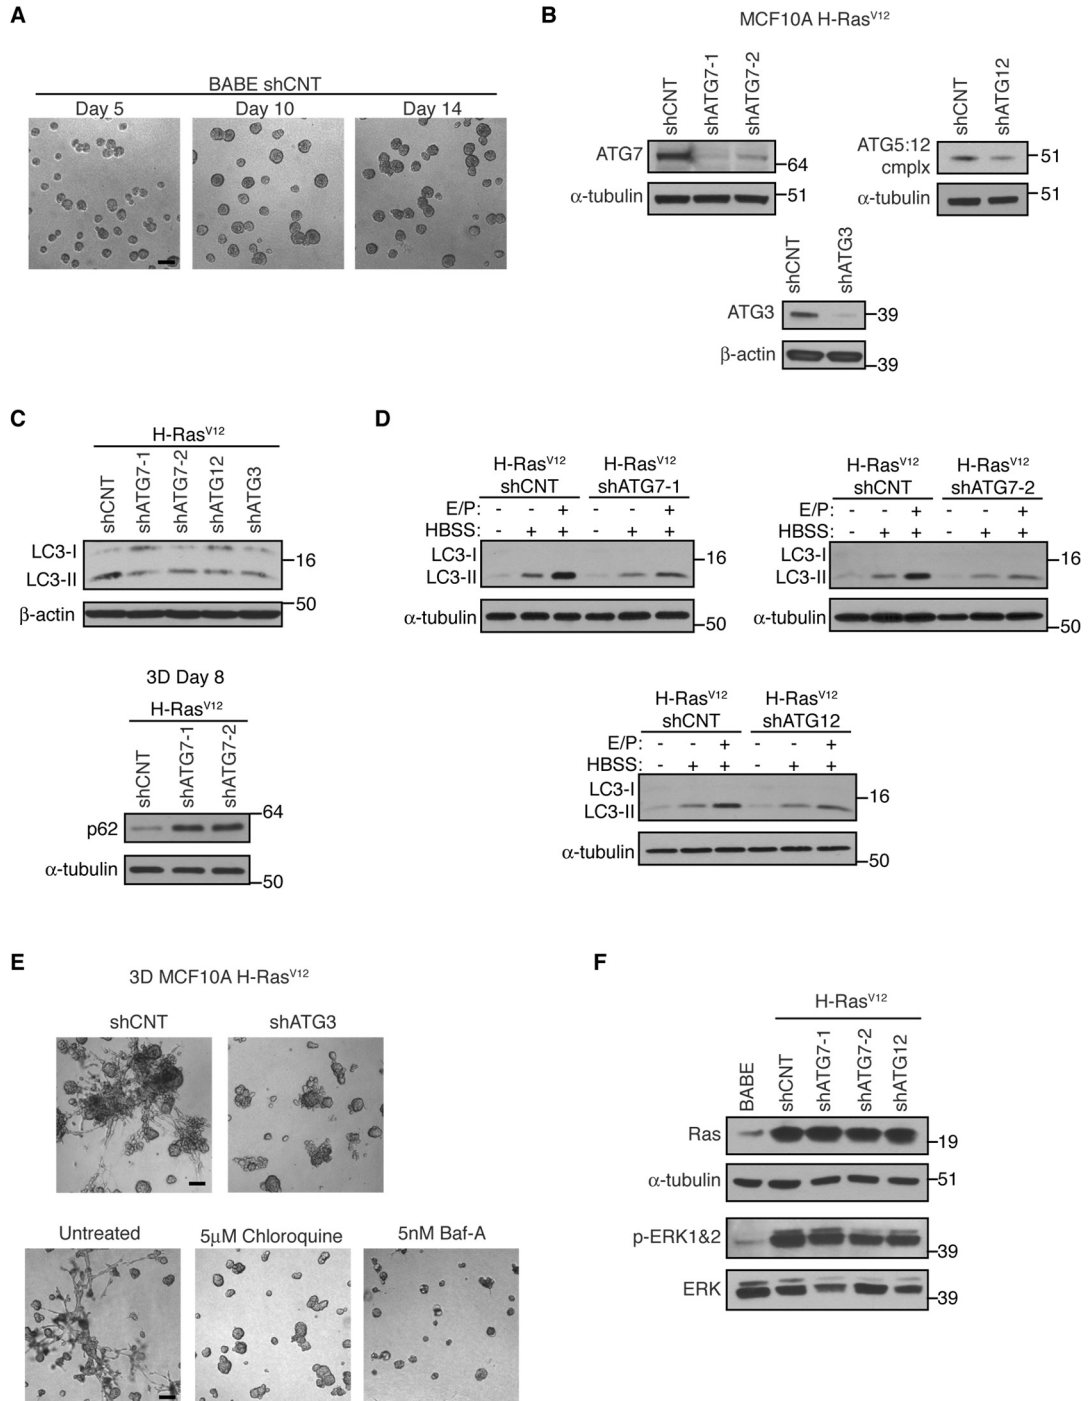 A
BABE shCNT
Day 5 Day 10 Day 14
B
MCF10A H-Rasⱽ¹²
shCNT shATG7-1 shATG7-2
ATG7 64
α-tubulin 51
shCNT shATG12
ATG5:12 cmplx 51
α-tubulin 51
shCNT shATG3
ATG3 39
β-actin 39
C
H-Rasⱽ¹²
shCNT shATG7-1 shATG7-2 shATG12 shATG3
LC3-I 16
LC3-II
β-actin 50
3D Day 8
H-Rasⱽ¹²
shCNT shATG7-1 shATG7-2
p62 64
α-tubulin 50
D
H-Rasⱽ¹² H-Rasⱽ¹²
shCNT shATG7-1
E/P: - - + - - +
HBSS: - + + - + +
LC3-I 16
LC3-II
α-tubulin 50
H-Rasⱽ¹² H-Rasⱽ¹²
shCNT shATG7-2
E/P: - - + - - +
HBSS: - + + - + +
LC3-I 16
LC3-II
α-tubulin 50
H-Rasⱽ¹² H-Rasⱽ¹²
shCNT shATG12
E/P: - - + - - +
HBSS: - + + - + +
LC3-I 16
LC3-II
α-tubulin 50
E
3D MCF10A H-Rasⱽ¹²
shCNT shATG3
Untreated 5μM Chloroquine 5nM Baf-A
F
H-Rasⱽ¹²
BABE shCNT shATG7-1 shATG7-2 shATG12
Ras 19
α-tubulin 51
p-ERK1&2 39
ERK 39